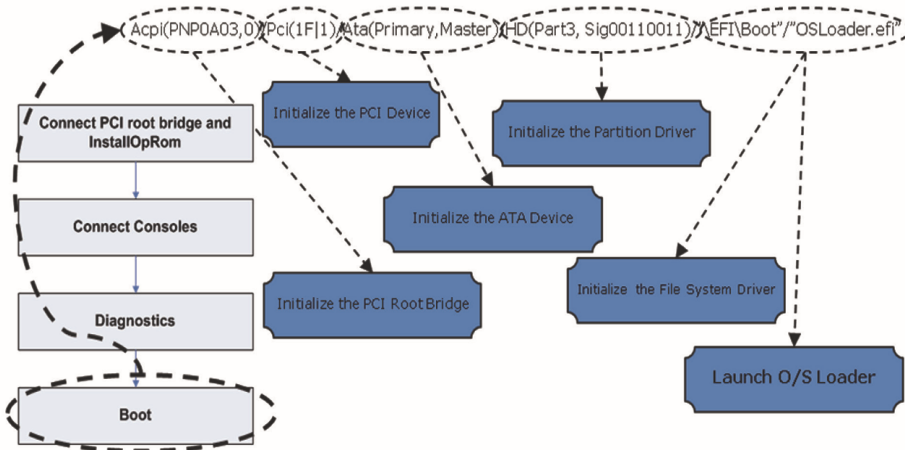 Acpi(PNP0A03,0)/Pci(1F|1)/Ata(Primary,Master)/HD(Part3, Sig00110011)/"\EFI\Boot"/"OSLoader.efi"
Initialize the PCI Device
Connect PCI root bridge and
InstallOpRom
Initialize the Partition Driver
Connect Consoles
Initialize the ATA Device
Initialize the PCI Root Bridge
Initialize the File System Driver
Diagnostics
Launch O/S Loader
Boot